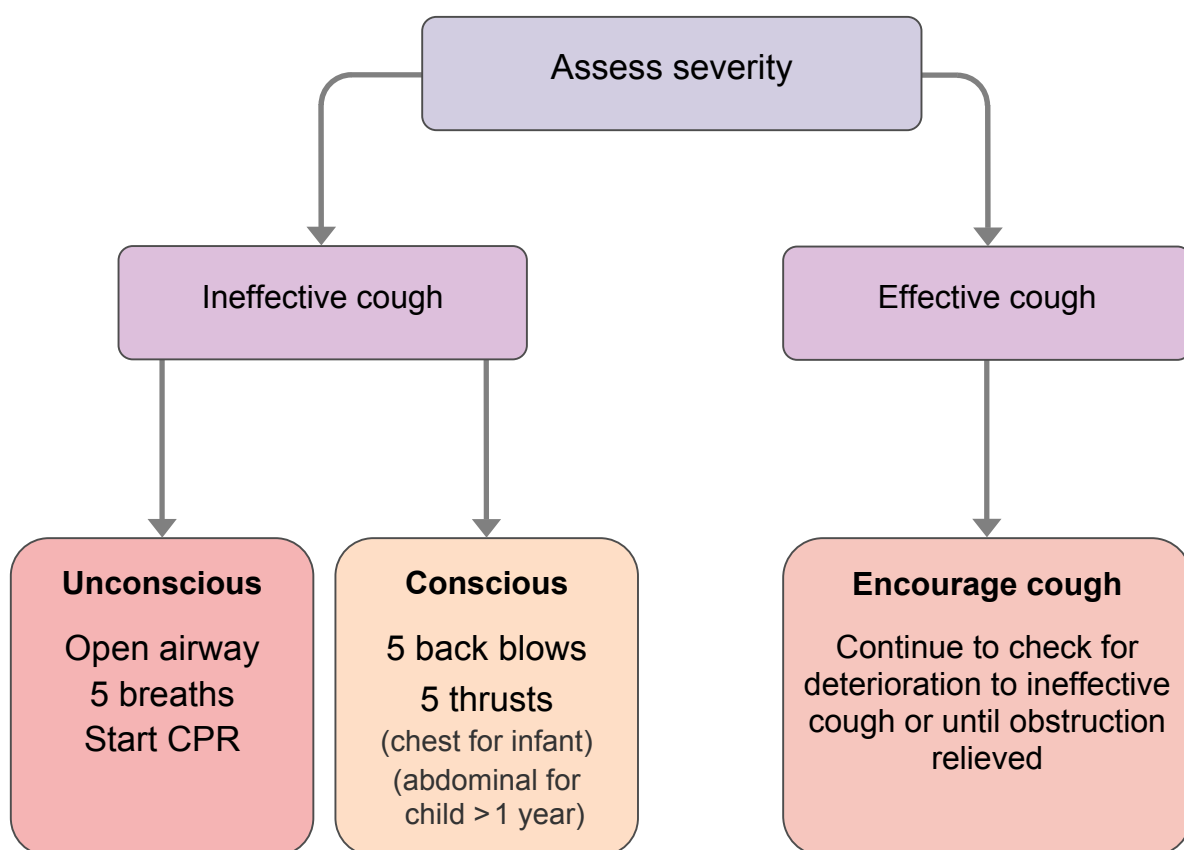 Assess severity
Ineffective cough
Effective cough
Unconscious
Open airway
5 breaths
Start CPR
Conscious
5 back blows
5 thrusts
(chest for infant)
(abdominal for
child >1 year)
Encourage cough
Continue to check for
deterioration to ineffective
cough or until obstruction
relieved